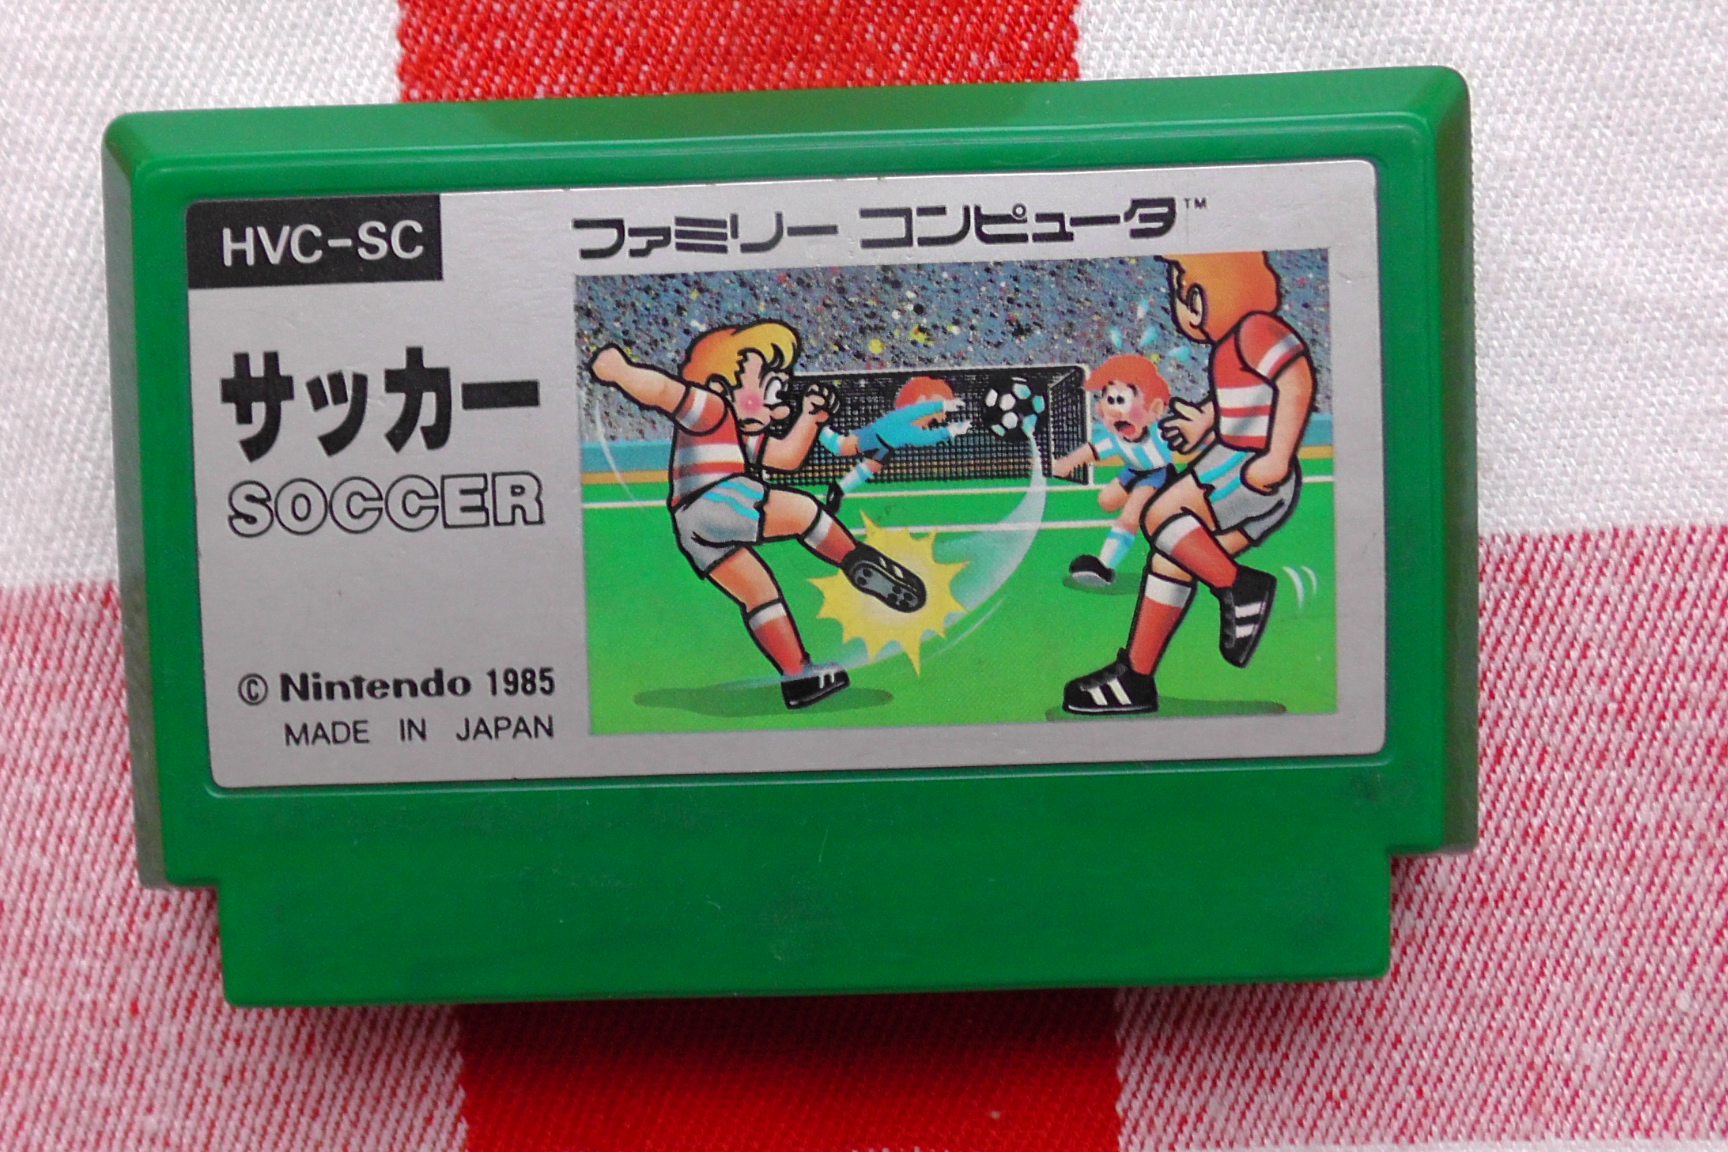 HVC-SC
ファミリー コンピュータ™
サッカー
SOCCER
© Nintendo 1985
MADE IN JAPAN